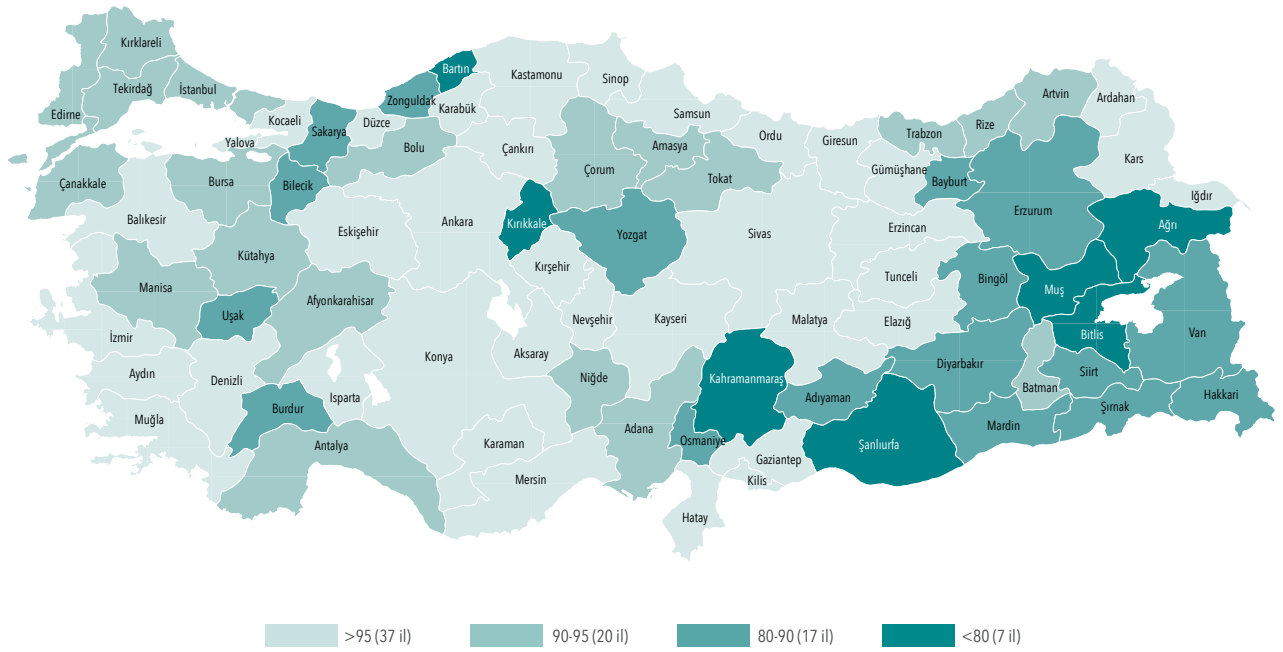 Kırklareli
Tekirdağ
İstanbul
Edirne
Kocaeli
Yalova
Sakarya
Düzce
Zonguldak
Bartın
Karabük
Kastamonu
Sinop
Samsun
Ordu
Giresun
Trabzon
Rize
Artvin
Ardahan
Kars
Iğdır
Çanakkale
Bursa
Bilecik
Bolu
Çankırı
Çorum
Amasya
Tokat
Gümüşhane
Bayburt
Erzurum
Ağrı
Balıkesir
Kütahya
Eskişehir
Ankara
Kırıkkale
Yozgat
Sivas
Erzincan
Tunceli
Bingöl
Muş
Manisa
Uşak
Afyonkarahisar
Kırşehir
Nevşehir
Kayseri
Malatya
Elazığ
Bitlis
Van
İzmir
Aydın
Denizli
Konya
Aksaray
Niğde
Kahramanmaraş
Adıyaman
Diyarbakır
Batman
Siirt
Hakkari
Şırnak
Muğla
Burdur
Isparta
Antalya
Karaman
Mersin
Adana
Osmaniye
Gaziantep
Kilis
Hatay
Şanlıurfa
Mardin
>95 (37 il)
90-95 (20 il)
80-90 (17 il)
<80 (7 il)